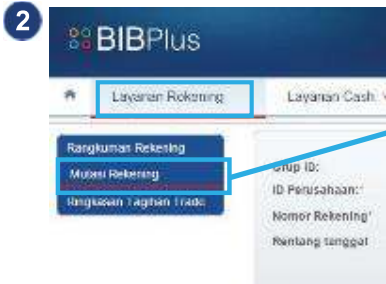 2
BIBPlus
Layanan Rekening
Layanan Cash
Rangkuman Rekening
Mutasi Rekening
Ringkasan Tagihan Trade
Grup ID:
ID Perusahaan:*
Nomor Rekening*
Rentang tanggal